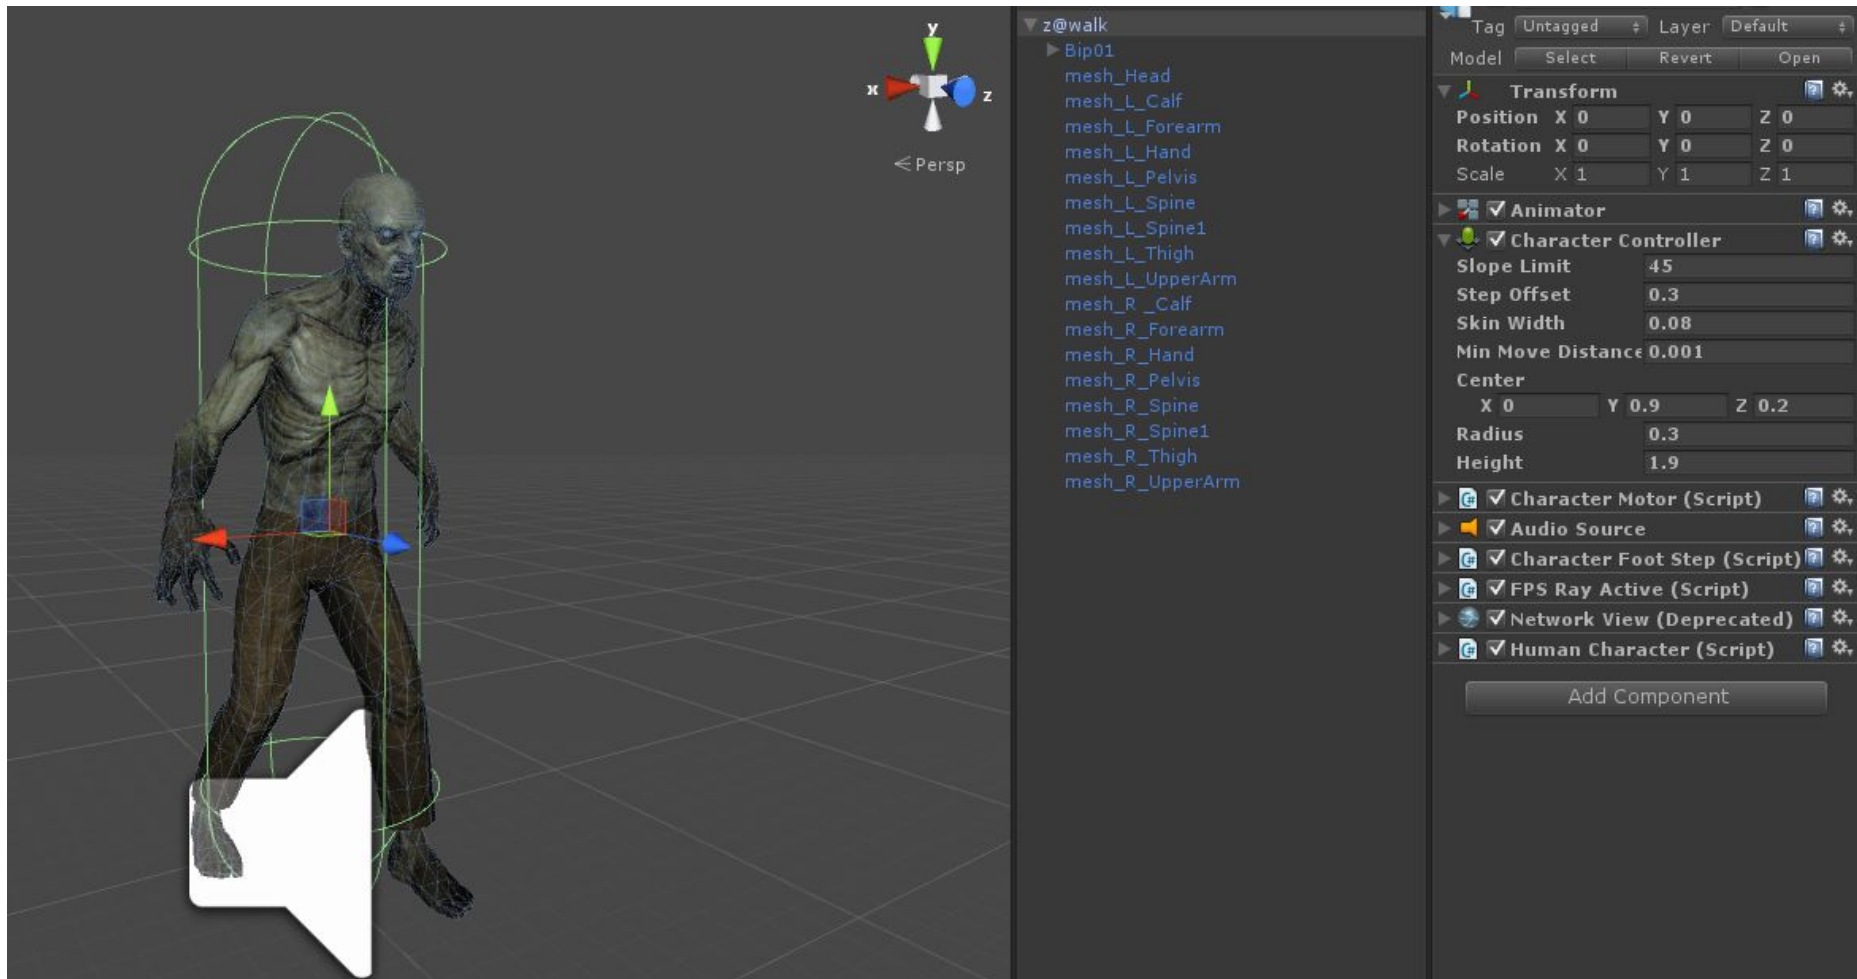 y
x
z
Persp
z@walk
Bip01
mesh_Head
mesh_L_Calf
mesh_L_Forearm
mesh_L_Hand
mesh_L_Pelvis
mesh_L_Spine
mesh_L_Spine1
mesh_L_Thigh
mesh_L_UpperArm
mesh_R _Calf
mesh_R_Forearm
mesh_R_Hand
mesh_R_Pelvis
mesh_R_Spine
mesh_R_Spine1
mesh_R_Thigh
mesh_R_UpperArm
Tag Untagged Layer Default
Model Select Revert Open
Transform
Position X 0 Y 0 Z 0
Rotation X 0 Y 0 Z 0
Scale X 1 Y 1 Z 1
Animator
Character Controller
Slope Limit 45
Step Offset 0.3
Skin Width 0.08
Min Move Distance 0.001
Center
X 0 Y 0.9 Z 0.2
Radius 0.3
Height 1.9
Character Motor (Script)
Audio Source
Character Foot Step (Script)
FPS Ray Active (Script)
Network View (Deprecated)
Human Character (Script)
Add Component